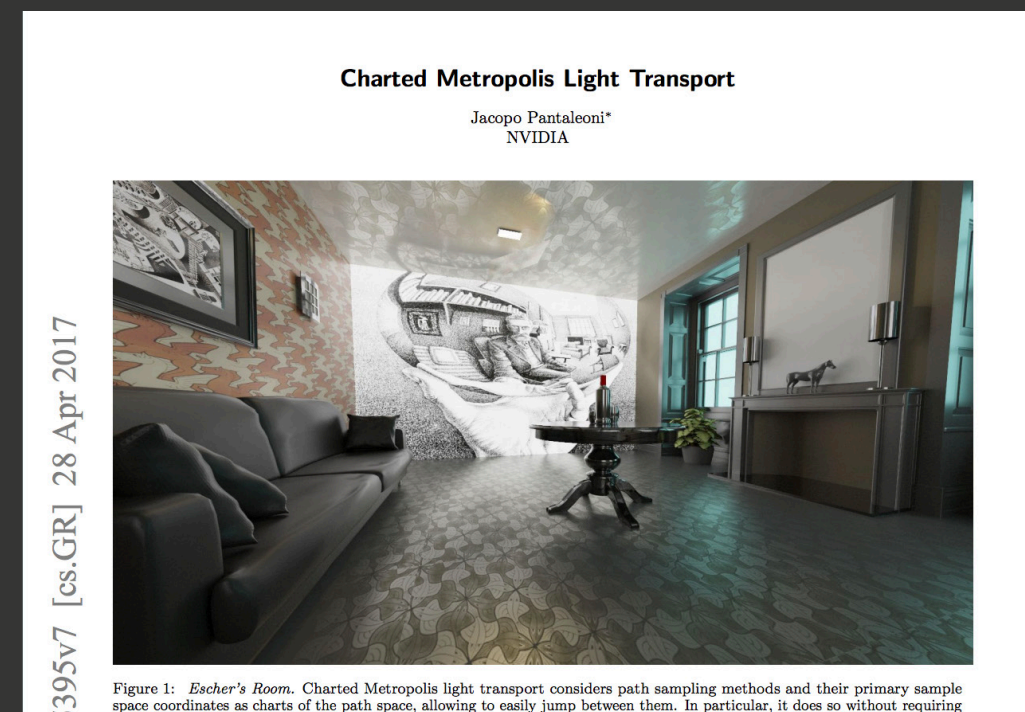 Charted Metropolis Light Transport
Jacopo Pantaleoni*
NVIDIA
395v7 [cs.GR] 28 Apr 2017
Figure 1: Escher's Room. Charted Metropolis light transport considers path sampling methods and their primary sample
space coordinates as charts of the path space, allowing to easily jump between them. In particular, it does so without requiring